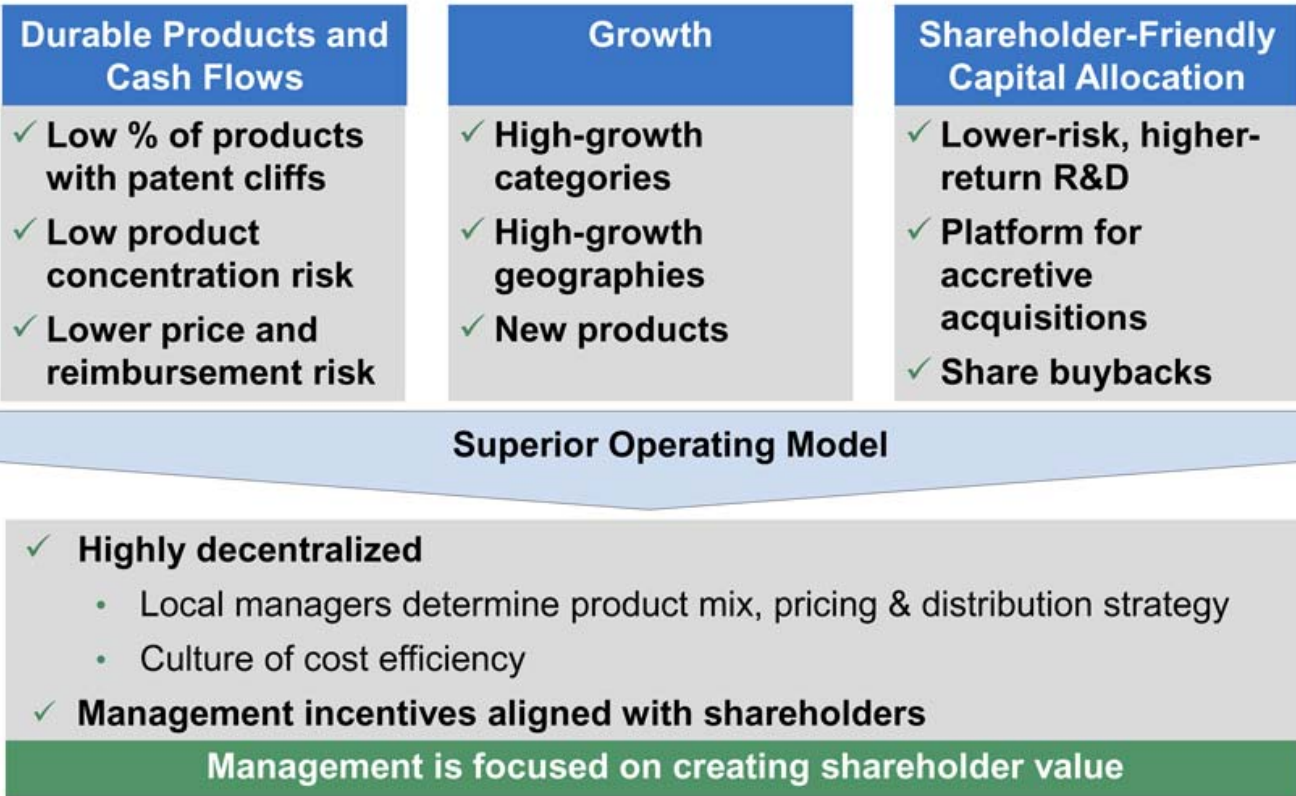 Durable Products and
Cash Flows
✓ Low % of products
with patent cliffs
✓ Low product
concentration risk
✓ Lower price and
reimbursement risk
Growth
✓ High-growth
categories
✓ High-growth
geographies
✓ New products
Shareholder-Friendly
Capital Allocation
✓ Lower-risk, higher-
return R&D
✓ Platform for
accretive
acquisitions
✓ Share buybacks
Superior Operating Model
✓ Highly decentralized
• Local managers determine product mix, pricing & distribution strategy
• Culture of cost efficiency
✓ Management incentives aligned with shareholders
Management is focused on creating shareholder value